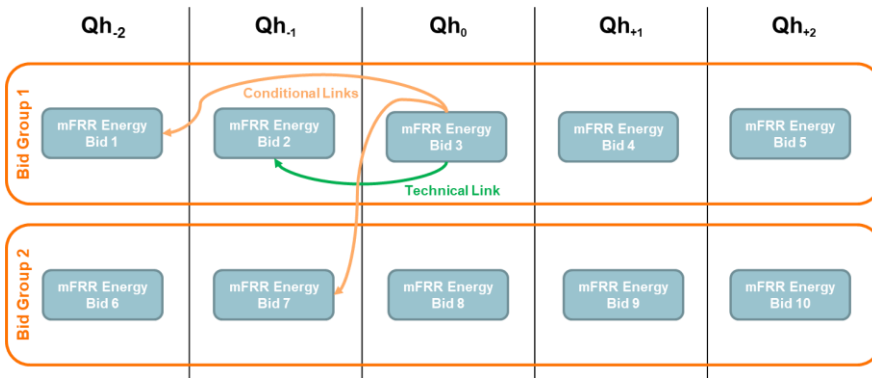 Qh-2 Qh-1 Qh0 Qh+1 Qh+2
Bid Group 1
Conditional Links
mFRR Energy
Bid 1
mFRR Energy
Bid 2
mFRR Energy
Bid 3
mFRR Energy
Bid 4
mFRR Energy
Bid 5
Technical Link
Bid Group 2
mFRR Energy
Bid 6
mFRR Energy
Bid 7
mFRR Energy
Bid 8
mFRR Energy
Bid 9
mFRR Energy
Bid 10